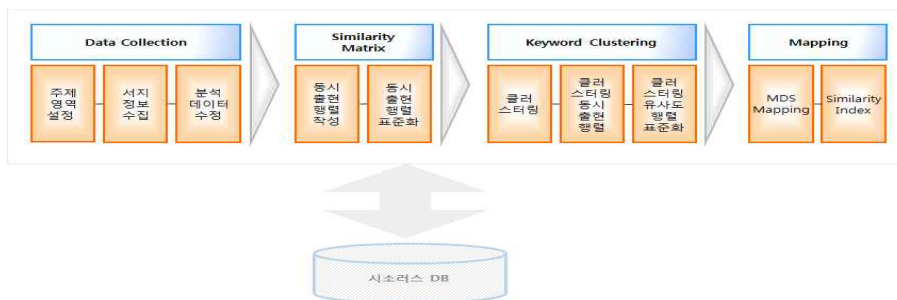 Data Collection
Similarity
Matrix
Keyword Clustering
Mapping
주제
영역
설정
서지
정보
수집
분석
데이터
수정
동시
출현
행렬
작성
동시
출현
행렬
표준화
클러
스터링
클러
스터링
동시
출현
행렬
클러
스터링
유사도
행렬
표준화
MDS
Mapping
Similarity
Index
시소러스 DB